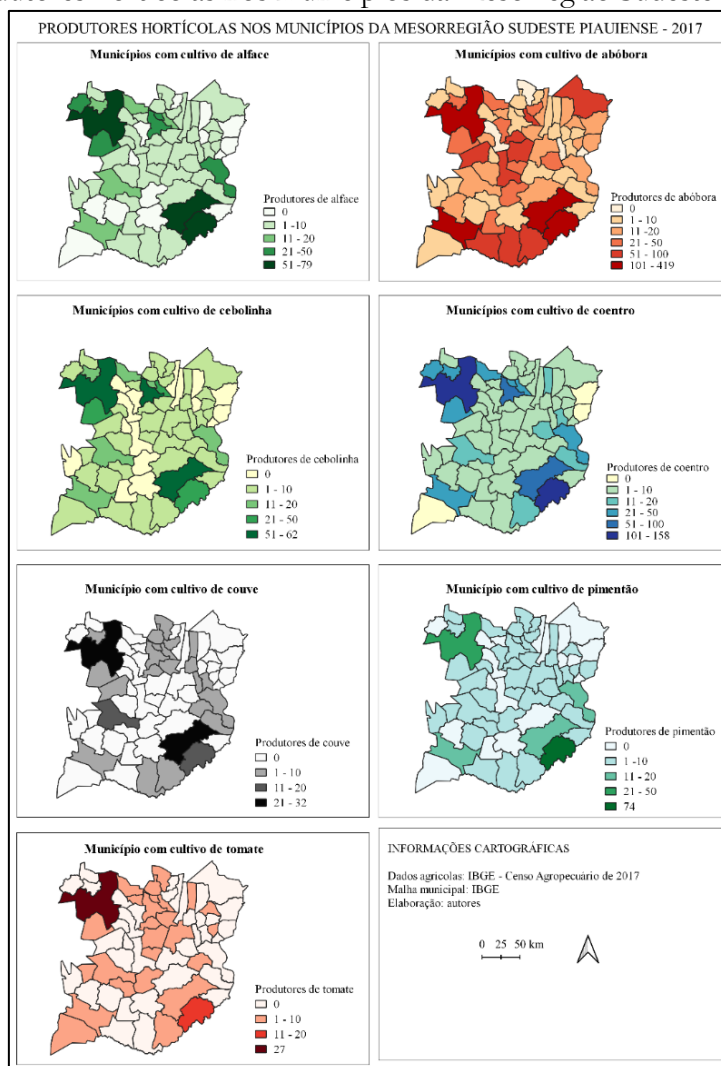 PRODUTORES HORTÍCOLAS NOS MUNICÍPIOS DA MESORREGIÃO SUDESTE PIAUIENSE - 2017
Municípios com cultivo de alface
Produtores de alface
0
1 -10
11 - 20
21 -50
51 -79
Municípios com cultivo de abóbora
Produtores de abóbora
0
1 - 10
11 -20
21 - 50
51 - 100
101 - 419
Municípios com cultivo de cebolinha
Produtores de cebolinha
0
1 - 10
11 - 20
21 - 50
51 - 62
Municípios com cultivo de coentro
Produtores de coentro
0
1 - 10
11 - 20
21 - 50
51 - 100
101 - 158
Município com cultivo de couve
Produtores de couve
0
1 - 10
11 - 20
21 - 32
Município com cultivo de pimentão
Produtores de pimentão
0
1 -10
11 - 20
21 - 50
74
Município com cultivo de tomate
Produtores de tomate
0
1 - 10
11 - 20
27
INFORMAÇÕES CARTOGRÁFICAS
Dados agrícolas: IBGE - Censo Agropecuário de 2017
Malha municipal: IBGE
Elaboração: autores
0 25 50 km